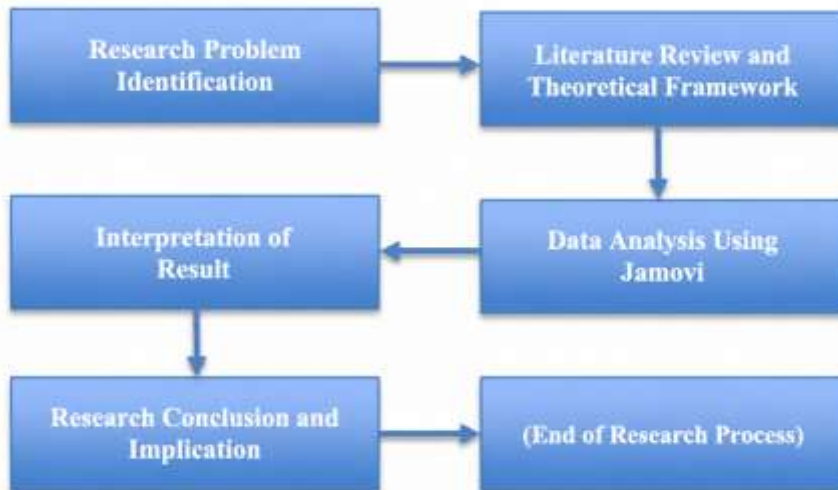 Research Problem
Identification
Literature Review and
Theoretical Framework
Data Analysis Using
Jamovi
Interpretation of
Result
Research Conclusion and
Implication
(End of Research Process)